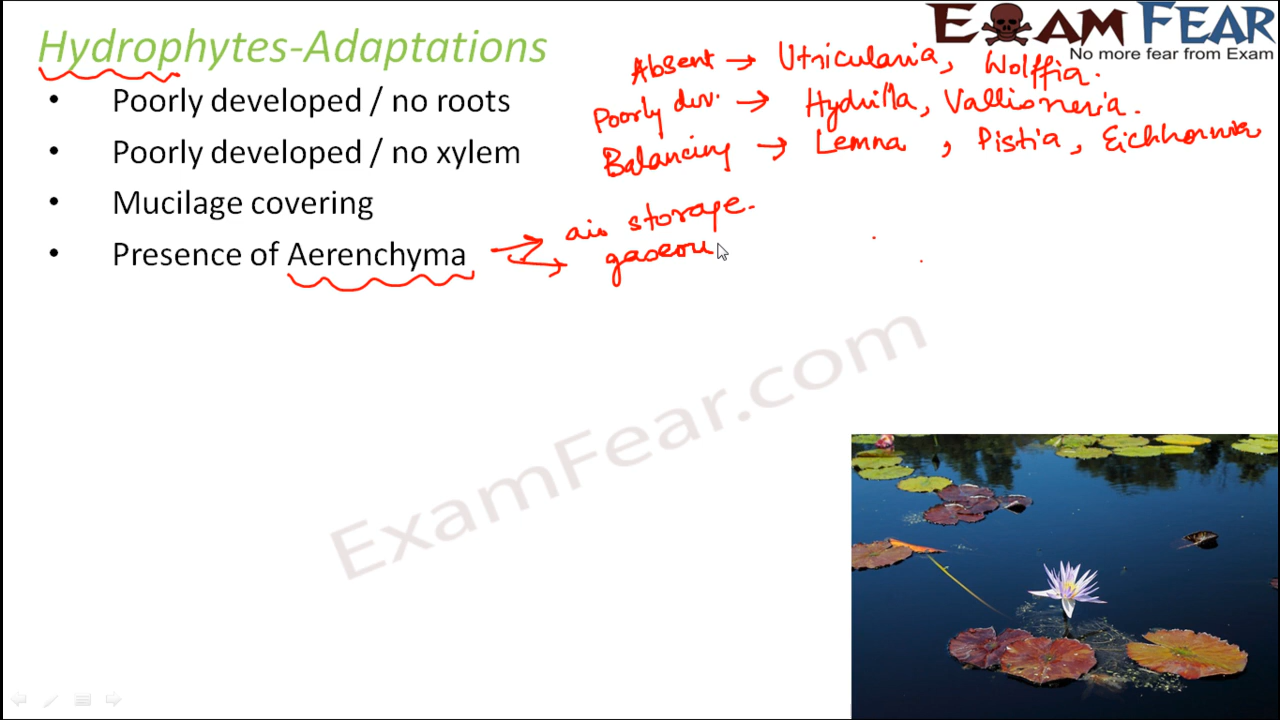 EXAM FEAR
No more fear from Exam
Hydrophytes-Adaptations
Absent → Utricularia, Wolffia.
• Poorly developed / no roots
Poorly dev. → Hydrilla, Vallisneria.
• Poorly developed / no xylem
Balancing → Lemna , Pistia, Eichhornia
• Mucilage covering
air storage.
• Presence of Aerenchyma
gaseou
ExamFear.com